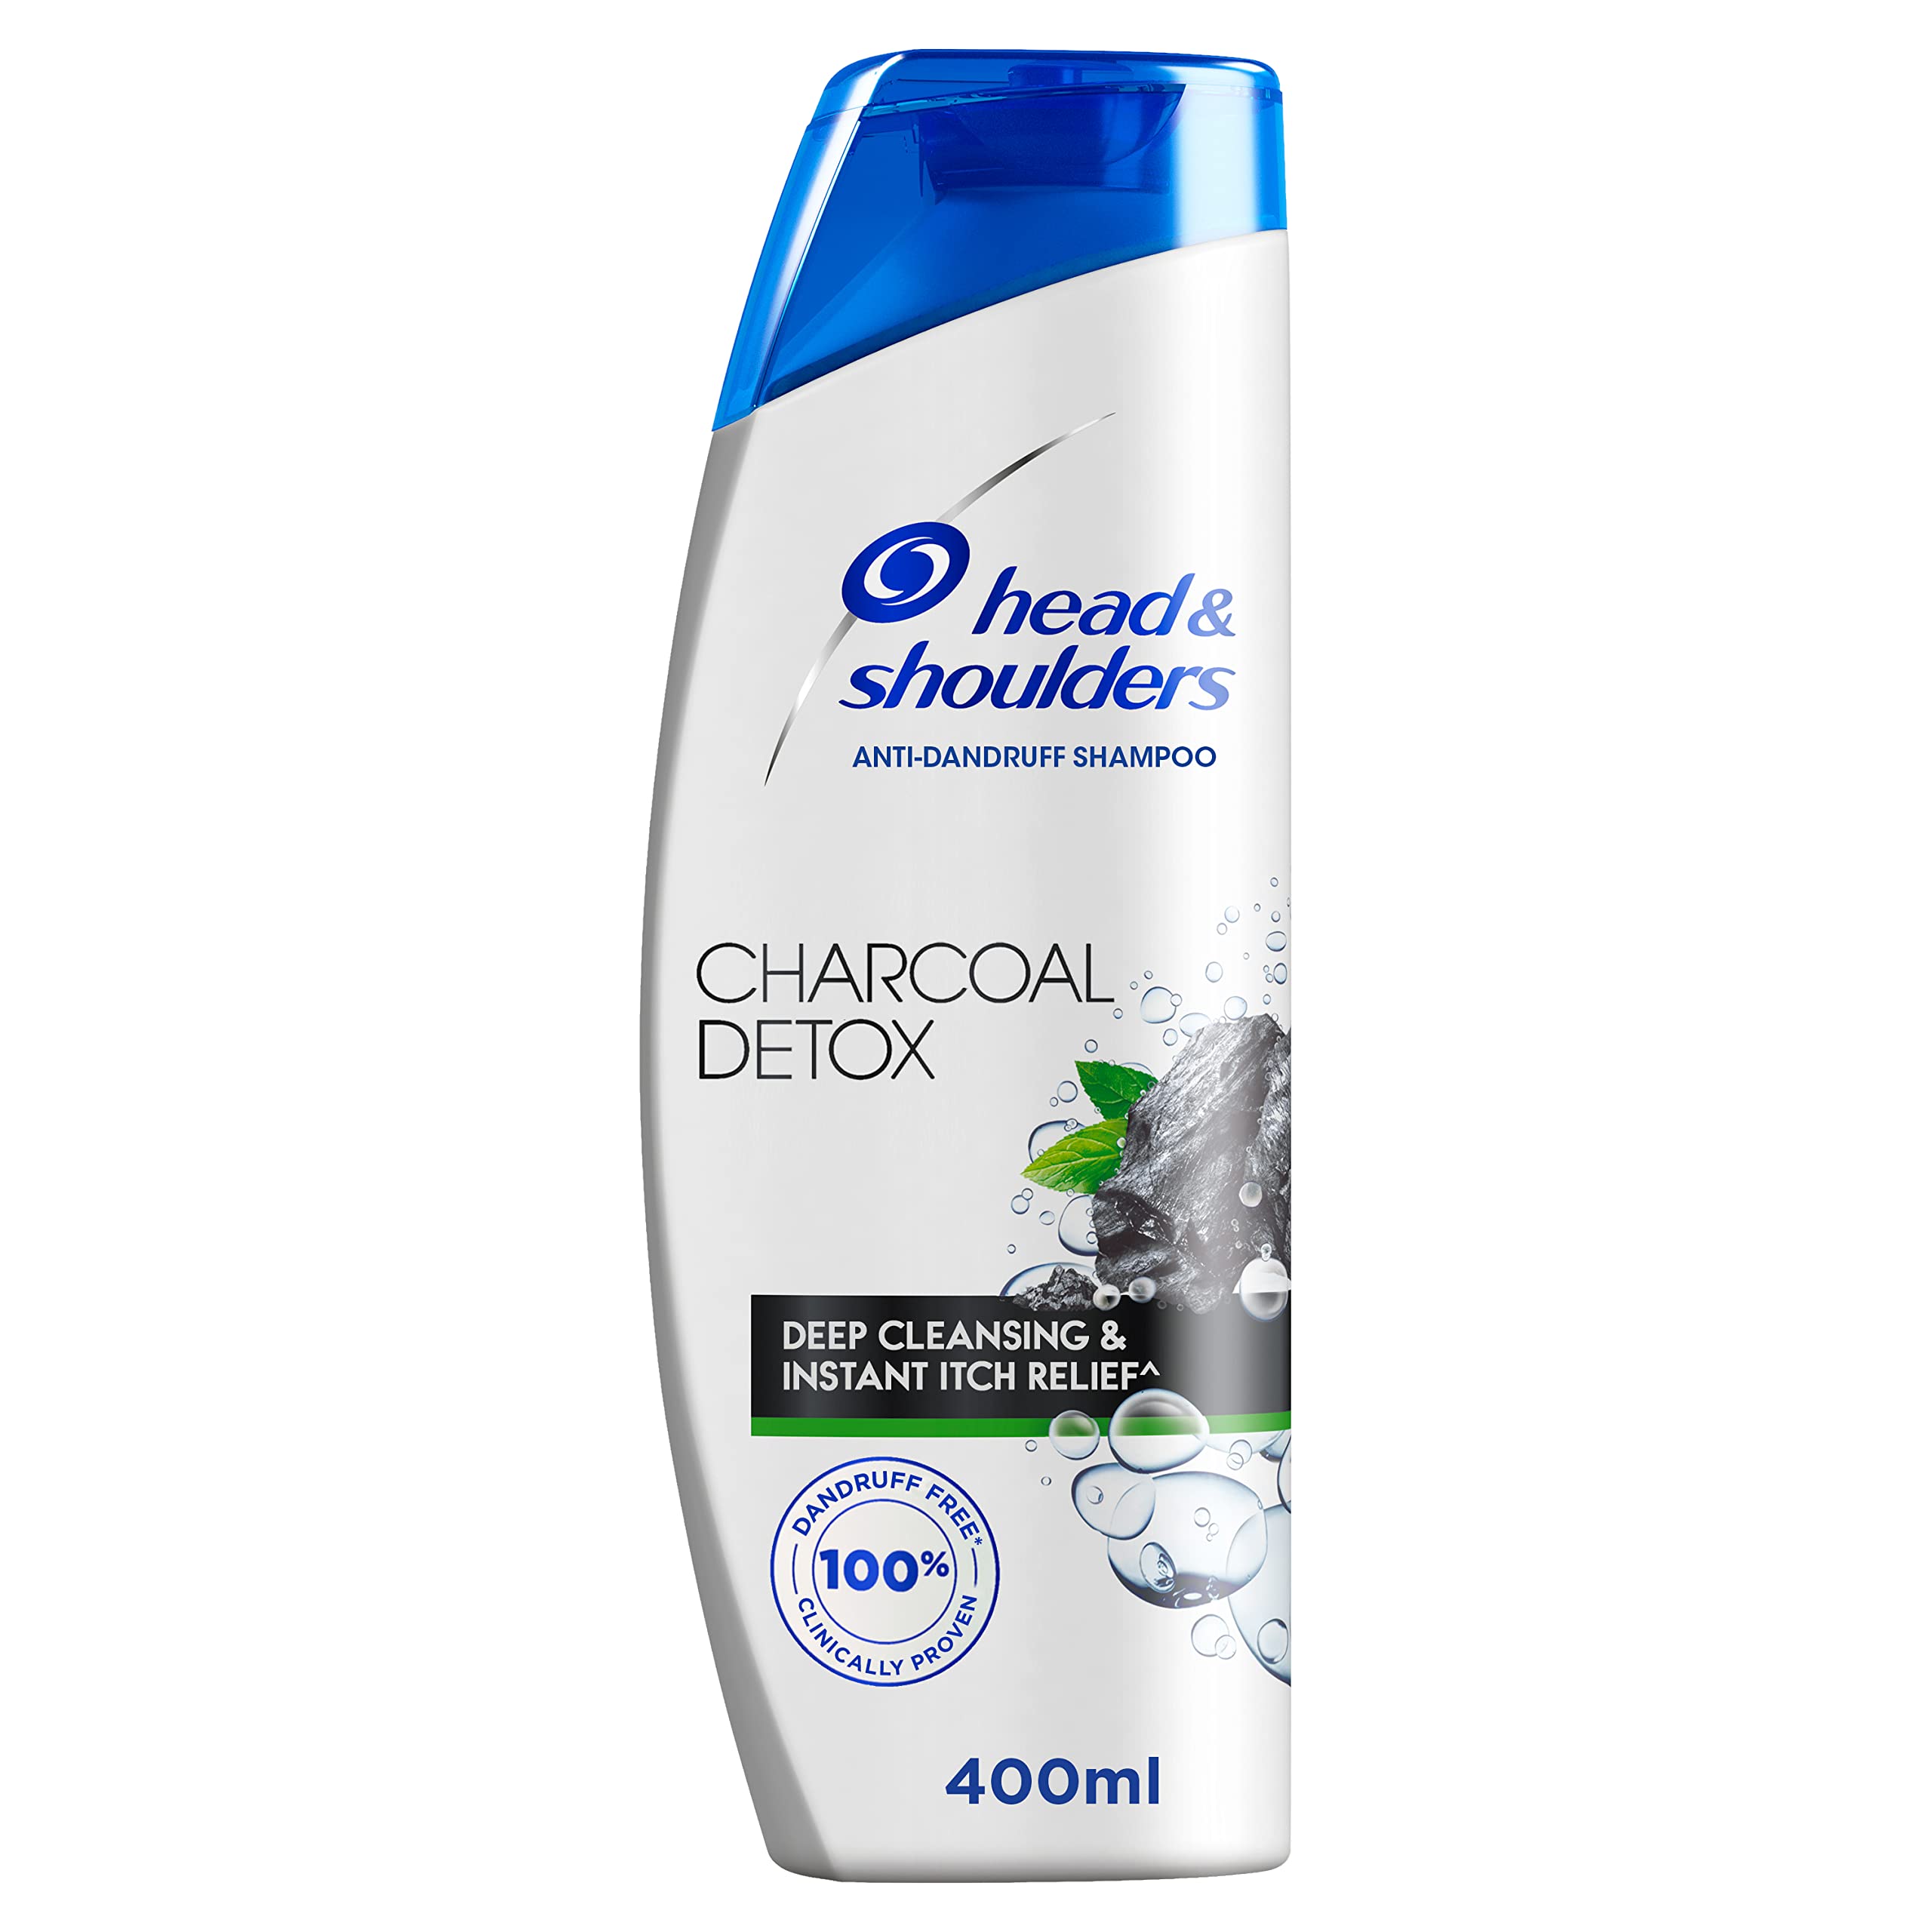 head &
shoulders
ANTI-DANDRUFF SHAMPOO
CHARCOAL
DETOX
DEEP CLEANSING &
INSTANT ITCH RELIEF^
DANDRUFF FREE*
100%
CLINICALLY PROVEN
400ml